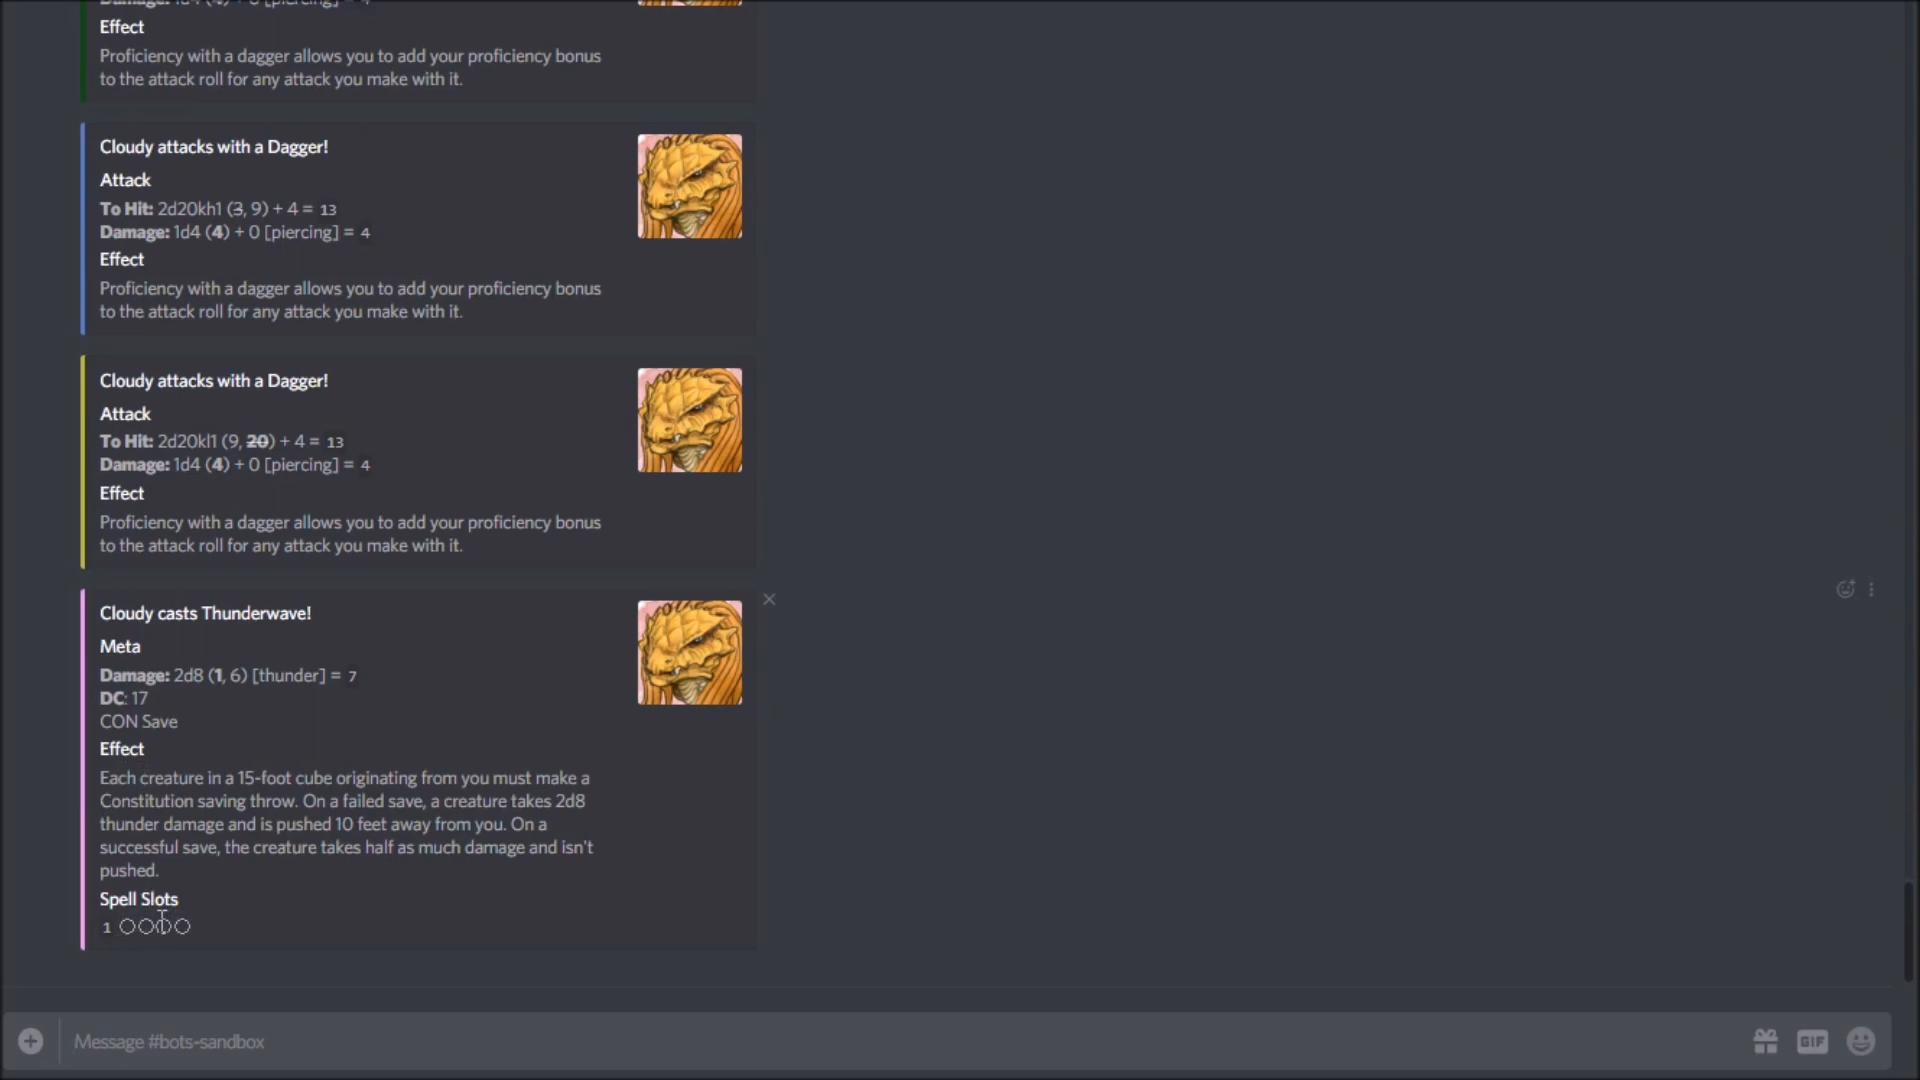 Damage: 1d4 (4) + 0 [piercing] = 4
Effect
Proficiency with a dagger allows you to add your proficiency bonus
to the attack roll for any attack you make with it.
Cloudy attacks with a Dagger!
Attack
To Hit: 2d20kh1 (3, 9) + 4 = 13
Damage: 1d4 (4) + 0 [piercing] = 4
Effect
Proficiency with a dagger allows you to add your proficiency bonus
to the attack roll for any attack you make with it.
Cloudy attacks with a Dagger!
Attack
To Hit: 2d20kl1 (9, 20) + 4 = 13
Damage: 1d4 (4) + 0 [piercing] = 4
Effect
Proficiency with a dagger allows you to add your proficiency bonus
to the attack roll for any attack you make with it.
Cloudy casts Thunderwave!
Meta
Damage: 2d8 (1, 6) [thunder] = 7
DC: 17
CON Save
Effect
Each creature in a 15-foot cube originating from you must make a
Constitution saving throw. On a failed save, a creature takes 2d8
thunder damage and is pushed 10 feet away from you. On a
successful save, the creature takes half as much damage and isn't
pushed.
Spell Slots
1 〇〇〇〇
Message #bots-sandbox
GIF